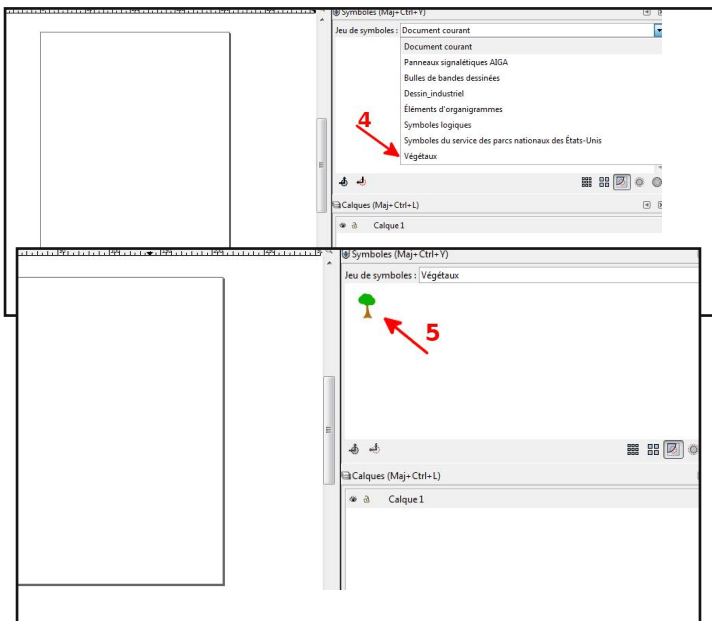 Symboles (Maj+Ctrl+Y)
Jeu de symboles : Document courant
Document courant
Panneaux signalétiques AIGA
Bulles de bandes dessinées
Dessin_industriel
Éléments d'organigrammes
4
Symboles logiques
Symboles du service des parcs nationaux des États-Unis
Végétaux
Calques (Maj+Ctrl+L)
Calque 1
Symboles (Maj+Ctrl+Y)
Jeu de symboles : Végétaux
5
Calques (Maj+Ctrl+L)
Calque 1